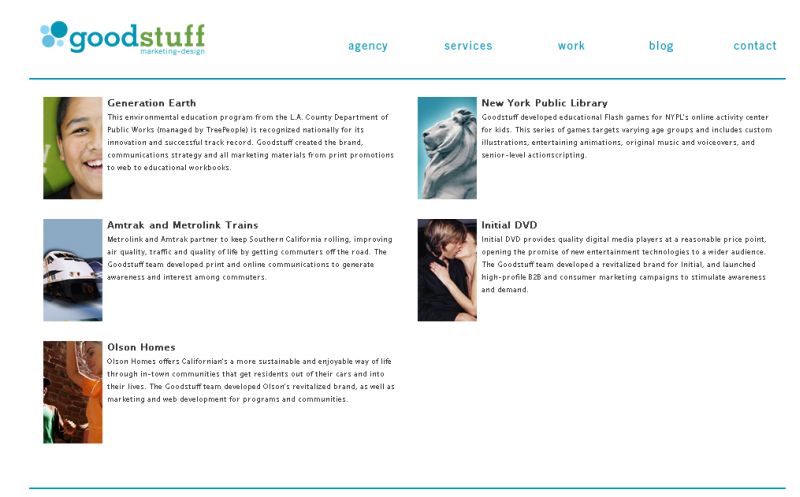 goodstuff
marketing-design
agency services work blog contact
Generation Earth
This environmental education program from the L.A. County Department of
Public Works (managed by TreePeople) is recognized nationally for its
innovation and successful track record. Goodstuff created the brand,
communications strategy and all marketing materials from print promotions
to web to educational workbooks.
New York Public Library
Goodstuff developed educational Flash games for NYPL's online activity center
for kids. This series of games targets varying age groups and includes custom
illustrations, entertaining animations, original music and voiceovers, and
senior-level actionscripting.
Amtrak and Metrolink Trains
Metrolink and Amtrak partner to keep Southern California rolling, improving
air quality, traffic and quality of life by getting commuters off the road. The
Goodstuff team developed print and online communications to generate
awareness and interest among commuters.
Initial DVD
Initial DVD provides quality digital media players at a reasonable price point,
opening the promise of new entertainment technologies to a wider audience.
The Goodstuff team developed a revitalized brand for Initial, and launched
high-profile B2B and consumer marketing campaigns to stimulate awareness
and demand.
Olson Homes
Olson Homes offers Californian's a more sustainable and enjoyable way of life
through in-town communities that get residents out of their cars and into
their lives. The Goodstuff team developed Olson's revitalized brand, as well as
marketing and web development for programs and communities.